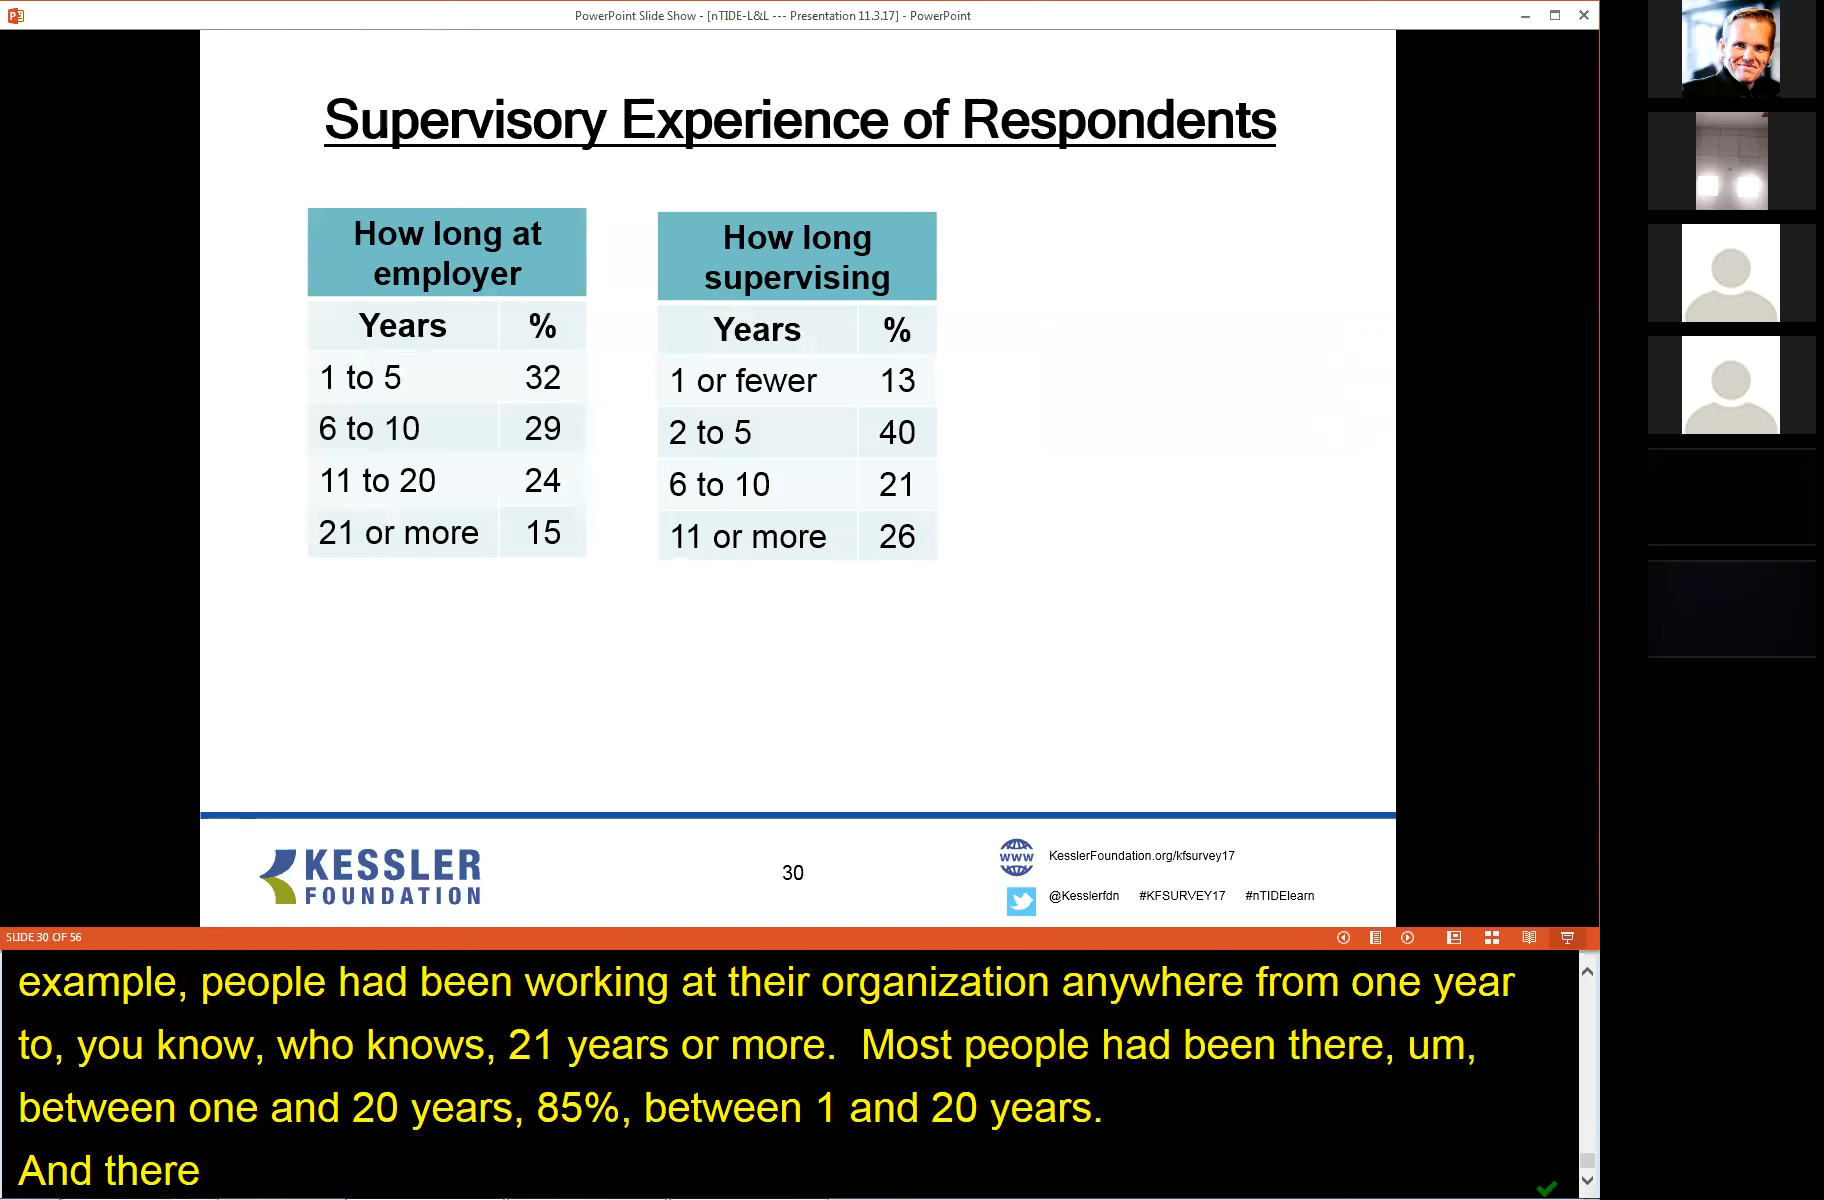 PowerPoint Slide Show - [nTIDE-L&L --- Presentation 11.3.17] - PowerPoint
Supervisory Experience of Respondents
How long at
employer
Years %
1 to 5 32
6 to 10 29
11 to 20 24
21 or more 15
How long
supervising
Years %
1 or fewer 13
2 to 5 40
6 to 10 21
11 or more 26
KESSLER
FOUNDATION
30
WWW
KesslerFoundation.org/kfsurvey17
@Kesslerfdn #KFSURVEY17 #nTIDElearn
SLIDE 30 OF 56
example, people had been working at their organization anywhere from one year
to, you know, who knows, 21 years or more.  Most people had been there, um,
between one and 20 years, 85%, between 1 and 20 years.
And there